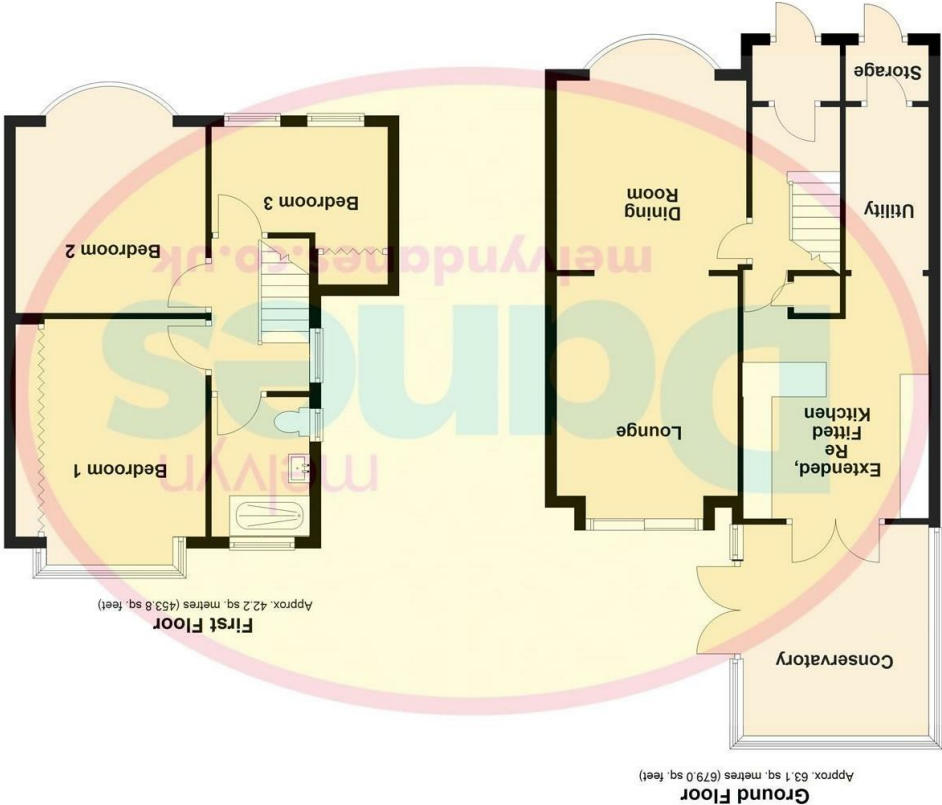 Ground Floor
Approx. 63.1 sq. metres (679.0 sq. feet)
Conservatory
Extended,
Re
Fitted
Kitchen
Lounge
Utility
Dining
Room
Storage
First Floor
Approx. 42.2 sq. metres (453.8 sq. feet)
Bedroom 1
Bedroom 2
Bedroom 3
melvyn
Danes
melvyndanes.co.uk